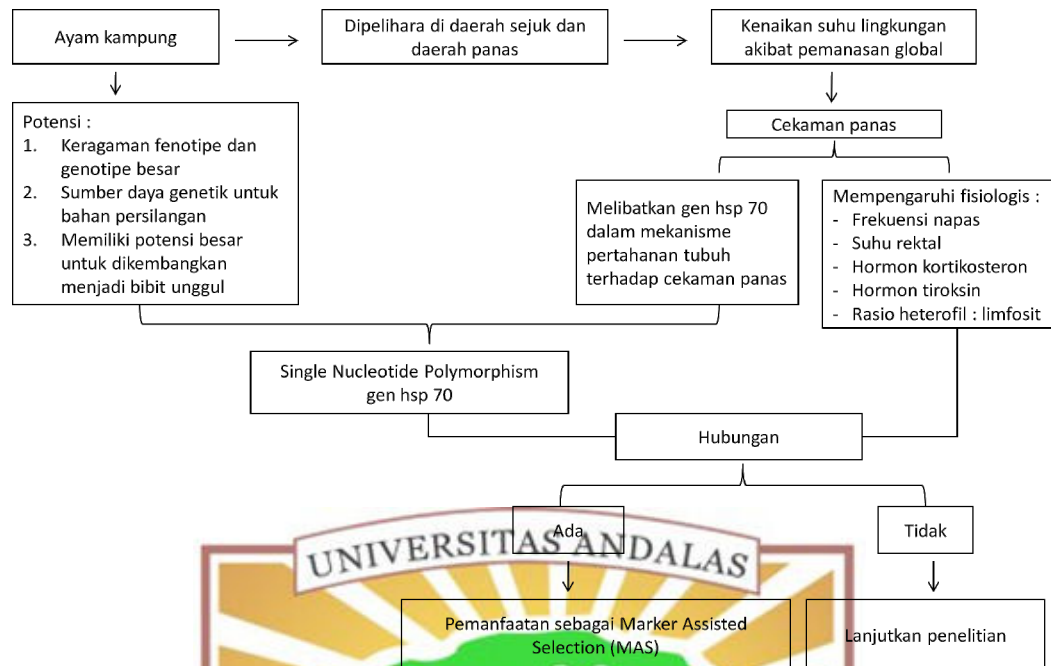 Ayam kampung
Dipelihara di daerah sejuk dan
daerah panas
Kenaikan suhu lingkungan
akibat pemanasan global
Potensi :
1. Keragaman fenotipe dan
genotipe besar
2. Sumber daya genetik untuk
bahan persilangan
3. Memiliki potensi besar
untuk dikembangkan
menjadi bibit unggul
Cekaman panas
Melibatkan gen hsp 70
dalam mekanisme
pertahanan tubuh
terhadap cekaman panas
Mempengaruhi fisiologis :
- Frekuensi napas
- Suhu rektal
- Hormon kortikosteron
- Hormon tiroksin
- Rasio heterofil : limfosit
Single Nucleotide Polymorphism
gen hsp 70
Hubungan
Ada
Tidak
UNIVERSITAS ANDALAS
Pemanfaatan sebagai Marker Assisted
Selection (MAS)
Lanjutkan penelitian